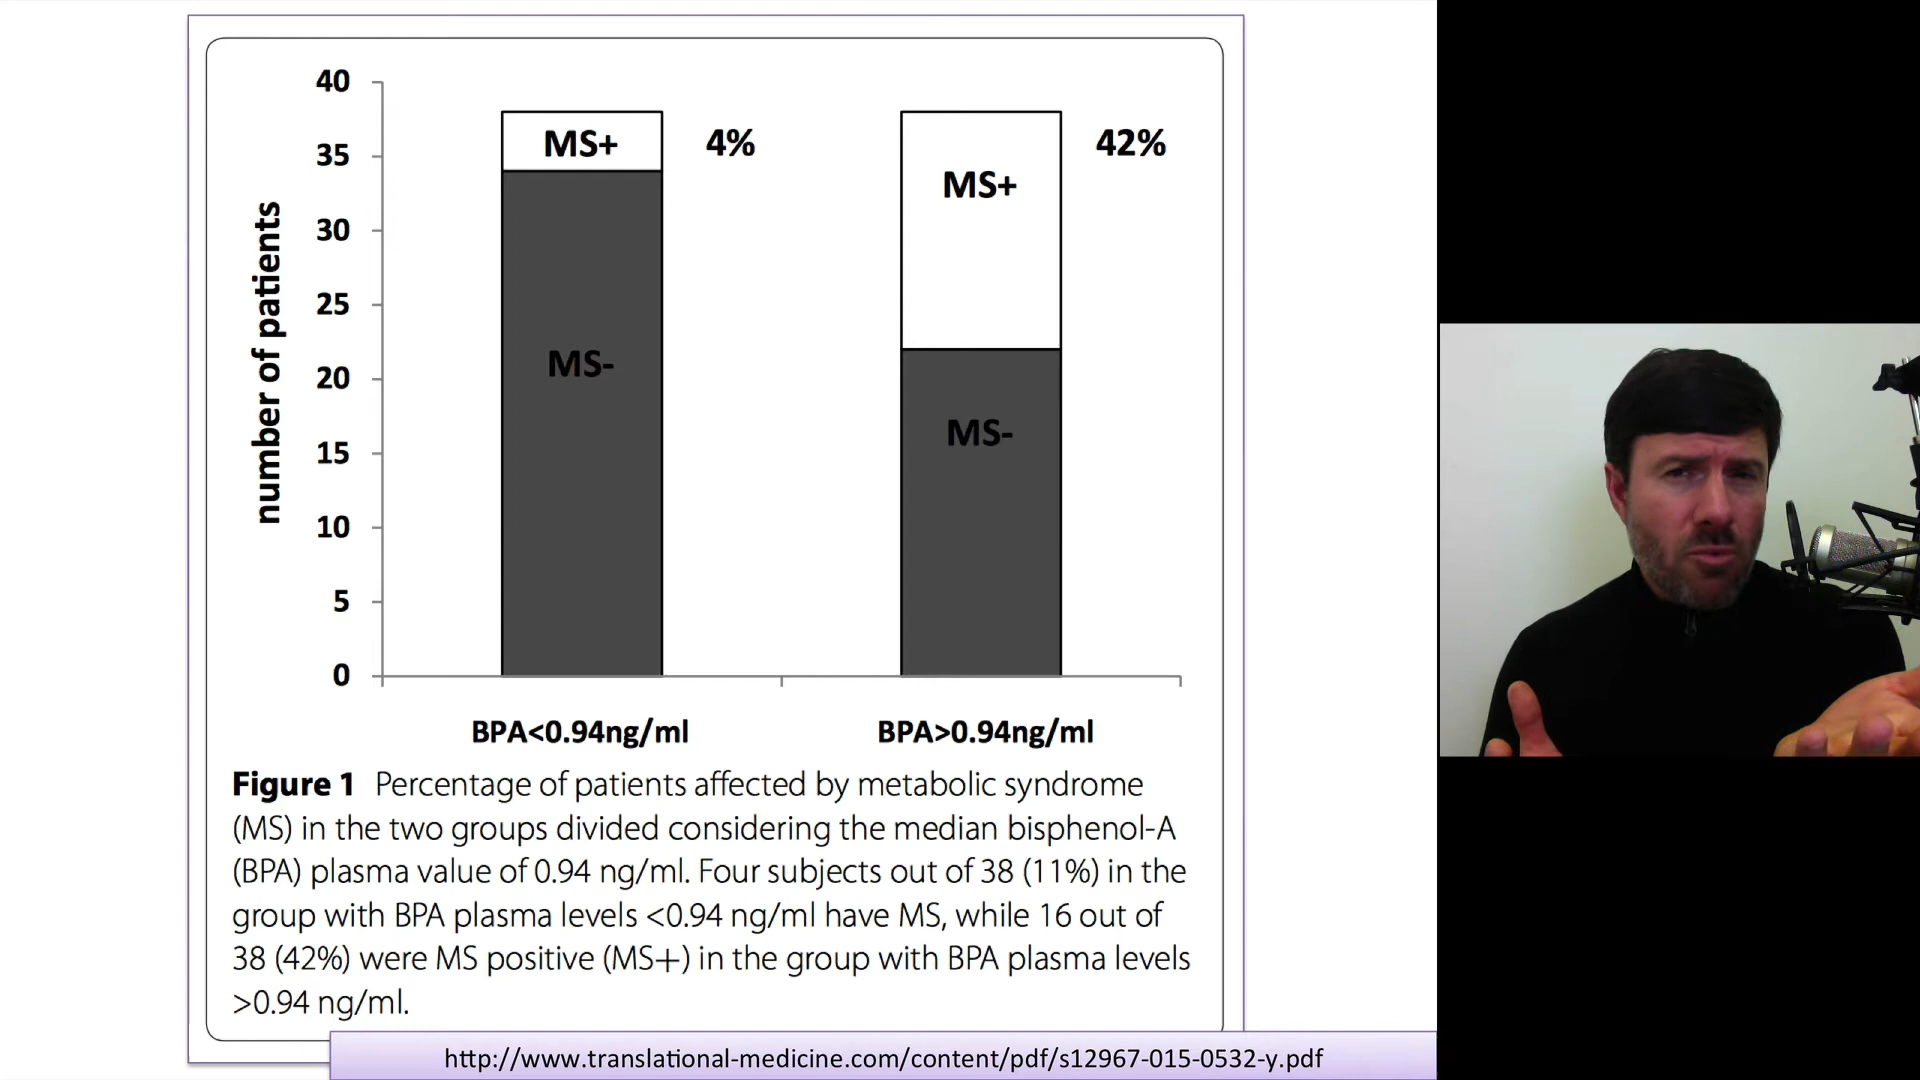 40
35
30
25
20
15
10
5
0
number of patients
MS+
4%
MS-
MS+
42%
MS-
BPA<0.94ng/ml
BPA>0.94ng/ml
Figure 1 Percentage of patients affected by metabolic syndrome
(MS) in the two groups divided considering the median bisphenol-A
(BPA) plasma value of 0.94 ng/ml. Four subjects out of 38 (11%) in the
group with BPA plasma levels <0.94 ng/ml have MS, while 16 out of
38 (42%) were MS positive (MS+) in the group with BPA plasma levels
>0.94 ng/ml.
http://www.translational-medicine.com/content/pdf/s12967-015-0532-y.pdf